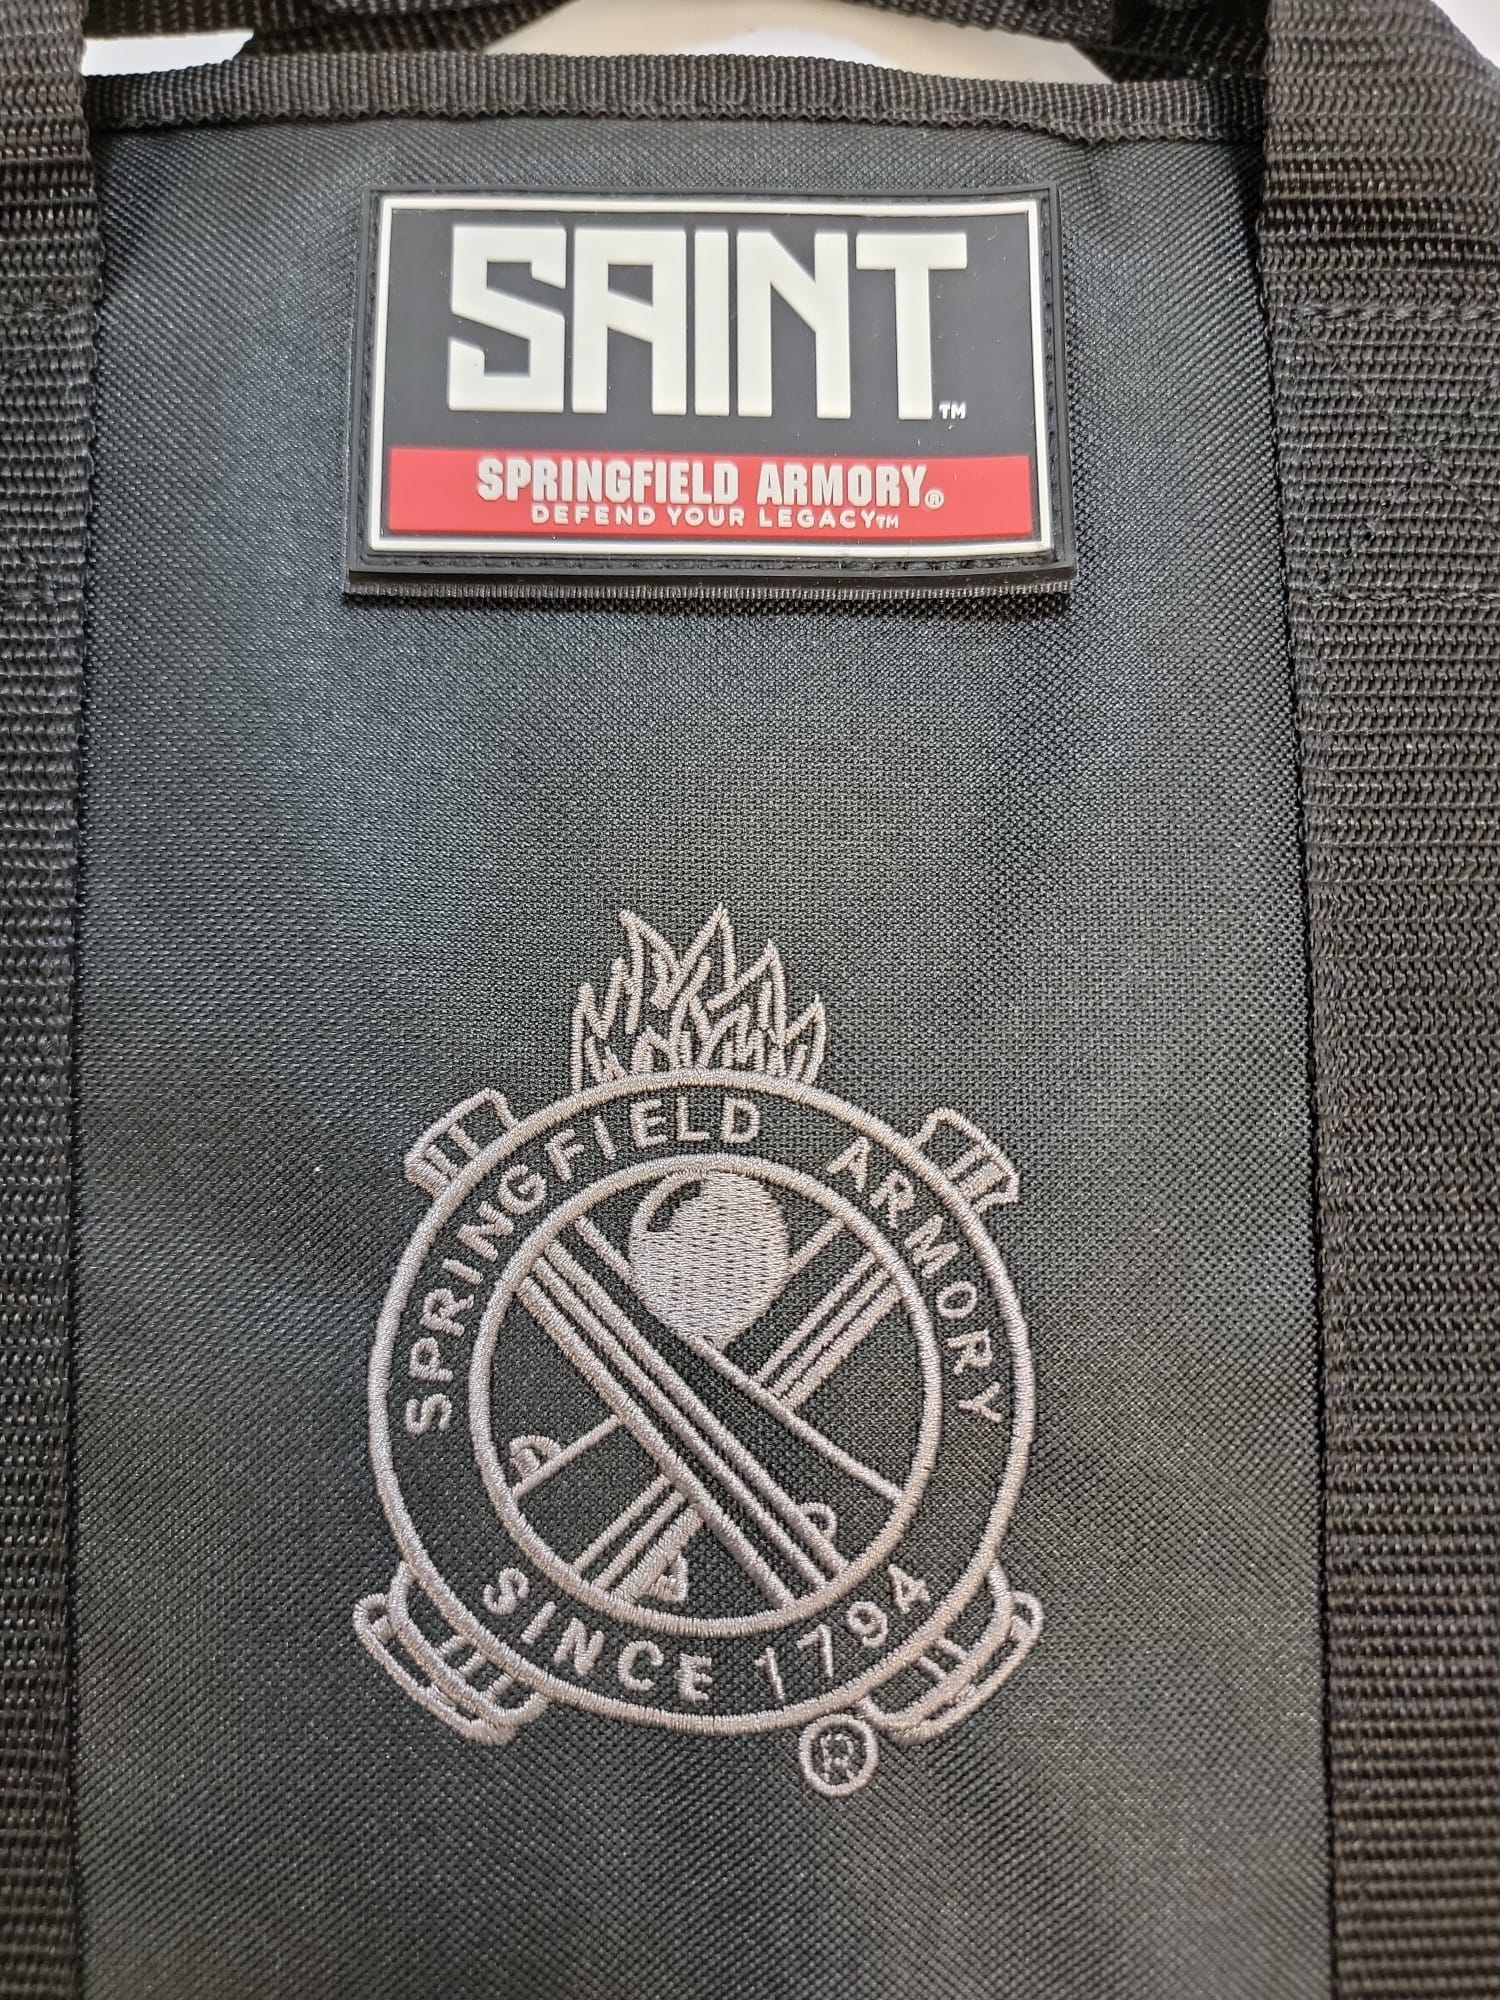 SAINT™
SPRINGFIELD ARMORY®
DEFEND YOUR LEGACY™
SPRINGFIELD ARMORY
SINCE 1794
®